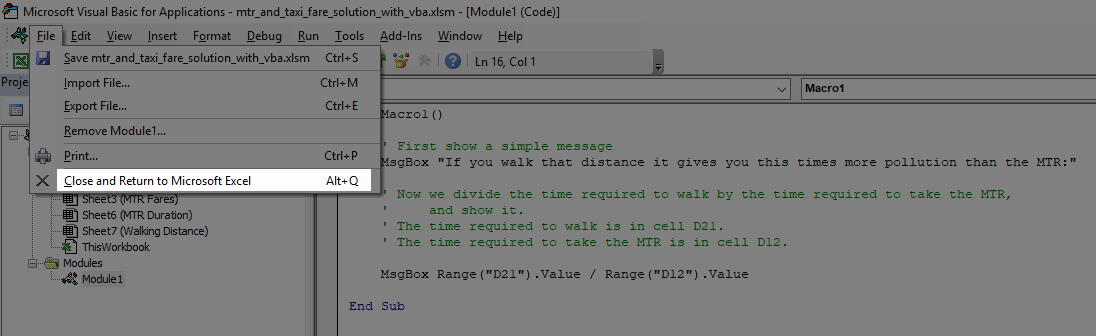 Microsoft Visual Basic for Applications - mtr_and_taxi_fare_solution_with_vba.xlsm - [Module1 (Code)]
File Edit View Insert Format Debug Run Tools Add-Ins Window Help
Save mtr_and_taxi_fare_solution_with_vba.xlsm Ctrl+S
Import File... Ctrl+M
Export File... Ctrl+E
Remove Module1...
Print... Ctrl+P
Close and Return to Microsoft Excel Alt+Q
Ln 16, Col 1
Proje
Sheet3 (MTR Fares)
Sheet6 (MTR Duration)
Sheet7 (Walking Distance)
ThisWorkbook
Modules
Module1
Macro1
Macro1()
' First show a simple message
MsgBox "If you walk that distance it gives you this times more pollution than the MTR:"
' Now we divide the time required to walk by the time required to take the MTR,
' and show it.
' The time required to walk is in cell D21.
' The time required to take the MTR is in cell D12.
MsgBox Range("D21").Value / Range("D12").Value
End Sub